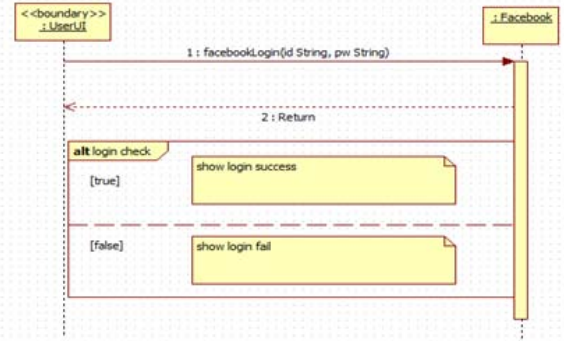 <<boundary>>
: UserUI
: Facebook
1 : facebookLogin(id String, pw String)
2 : Return
alt login check
[true]
show login success
[false]
show login fail